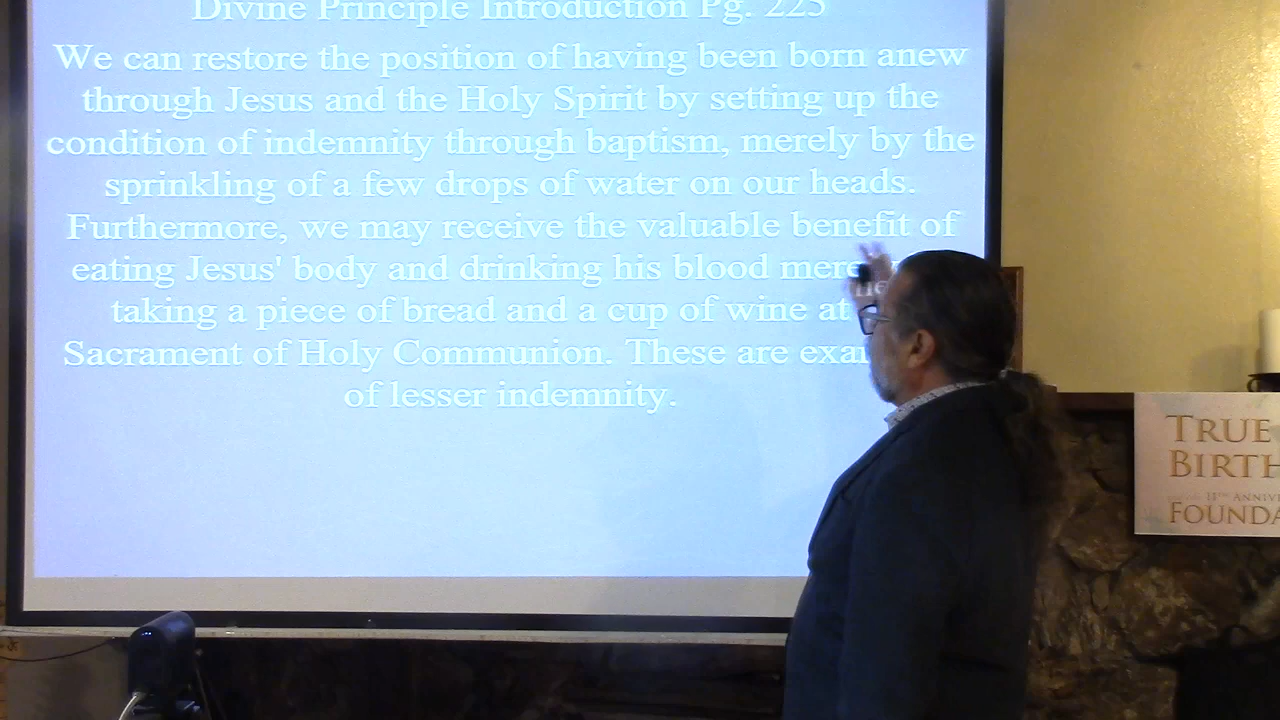 Divine Principle Introduction Pg. 225
We can restore the position of having been born anew
through Jesus and the Holy Spirit by setting up the
condition of indemnity through baptism, merely by the
sprinkling of a few drops of water on our heads.
Furthermore, we may receive the valuable benefit of
eating Jesus' body and drinking his blood mere
taking a piece of bread and a cup of wine at
Sacrament of Holy Communion. These are exa
of lesser indemnity.
TRUE
BIRTH
11TH ANNIV
FOUNDA